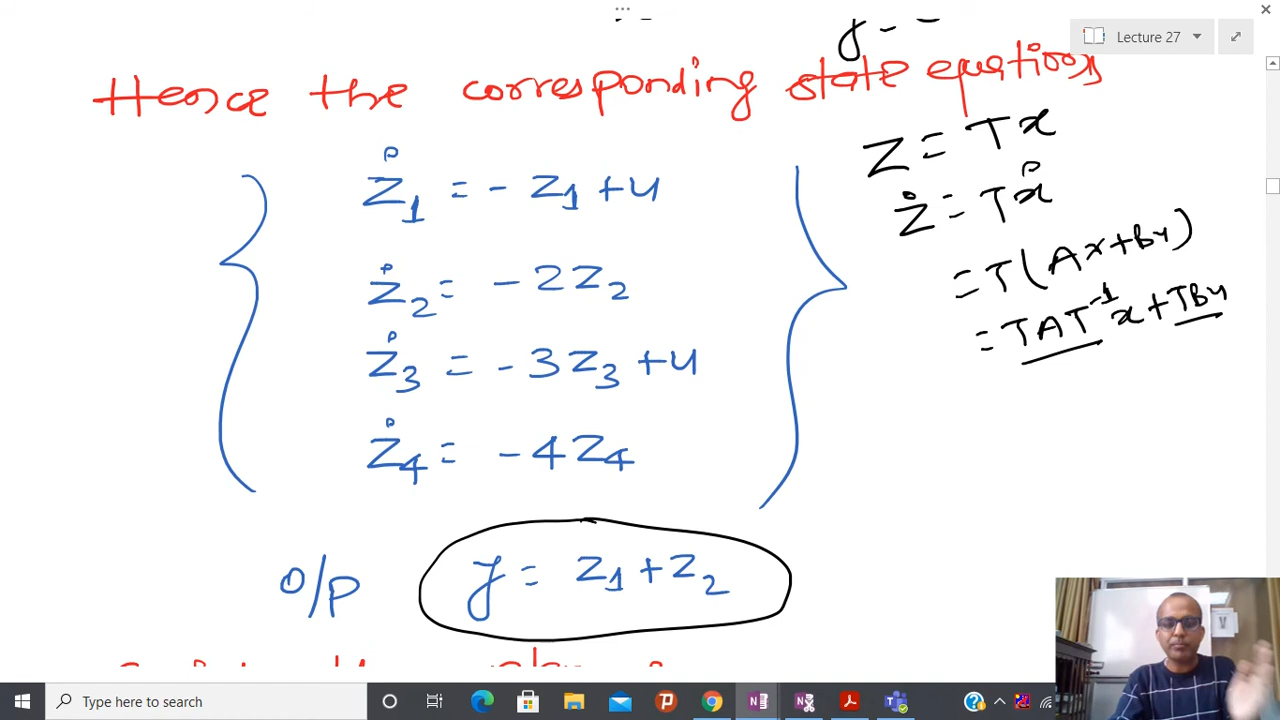 Lecture 27
Hence the corresponding state equations
Z = Tx
ż₁ = - z₁ + u
ż = Tẋ
= T(Ax+Bu)
ż₂ = - 2z₂
= TAT⁻¹x + TBu
ż₃ = - 3z₃ + u
ż₄ = - 4z₄
O/P y = z₁ + z₂
Type here to search